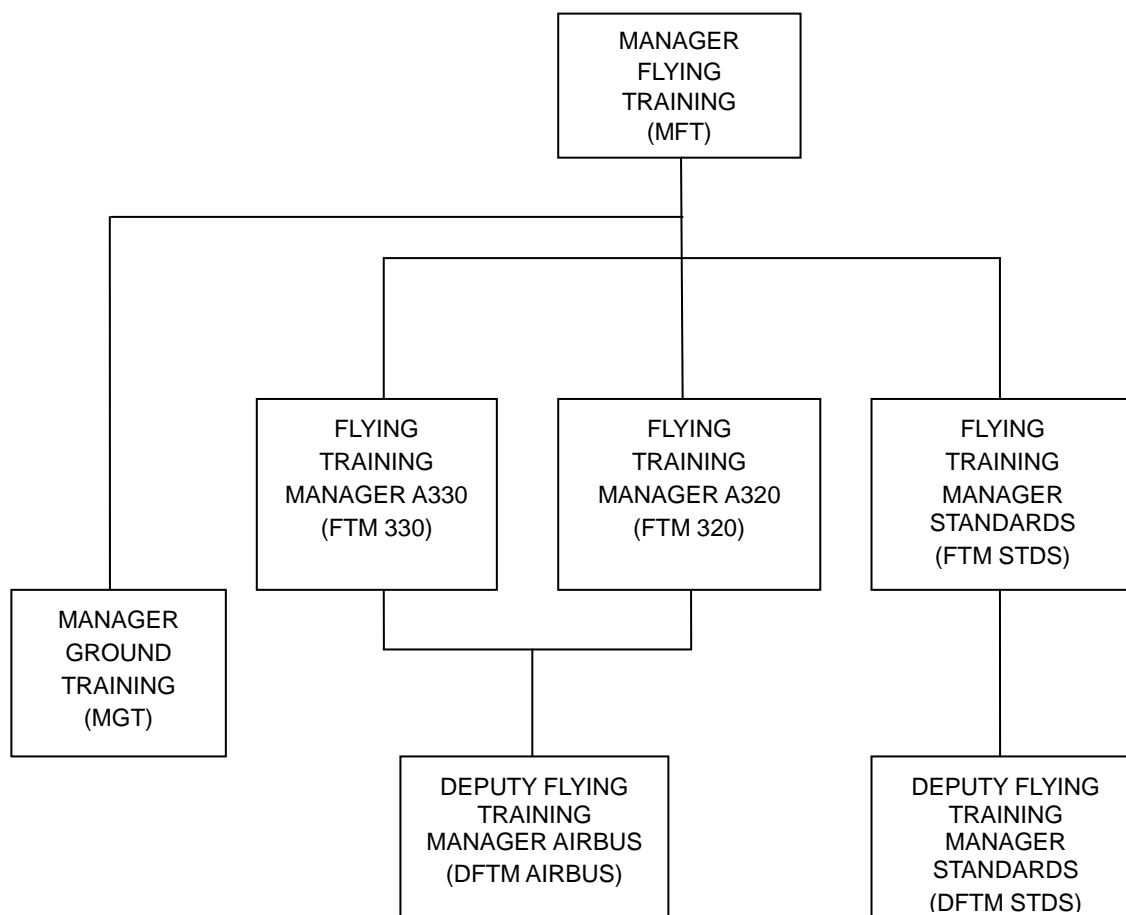 MANAGER
FLYING
TRAINING
(MFT)
FLYING
TRAINING
MANAGER A330
(FTM 330)
FLYING
TRAINING
MANAGER A320
(FTM 320)
FLYING
TRAINING
MANAGER
STANDARDS
(FTM STDS)
MANAGER
GROUND
TRAINING
(MGT)
DEPUTY FLYING
TRAINING
MANAGER AIRBUS
(DFTM AIRBUS)
DEPUTY FLYING
TRAINING
MANAGER
STANDARDS
(DFTM STDS)